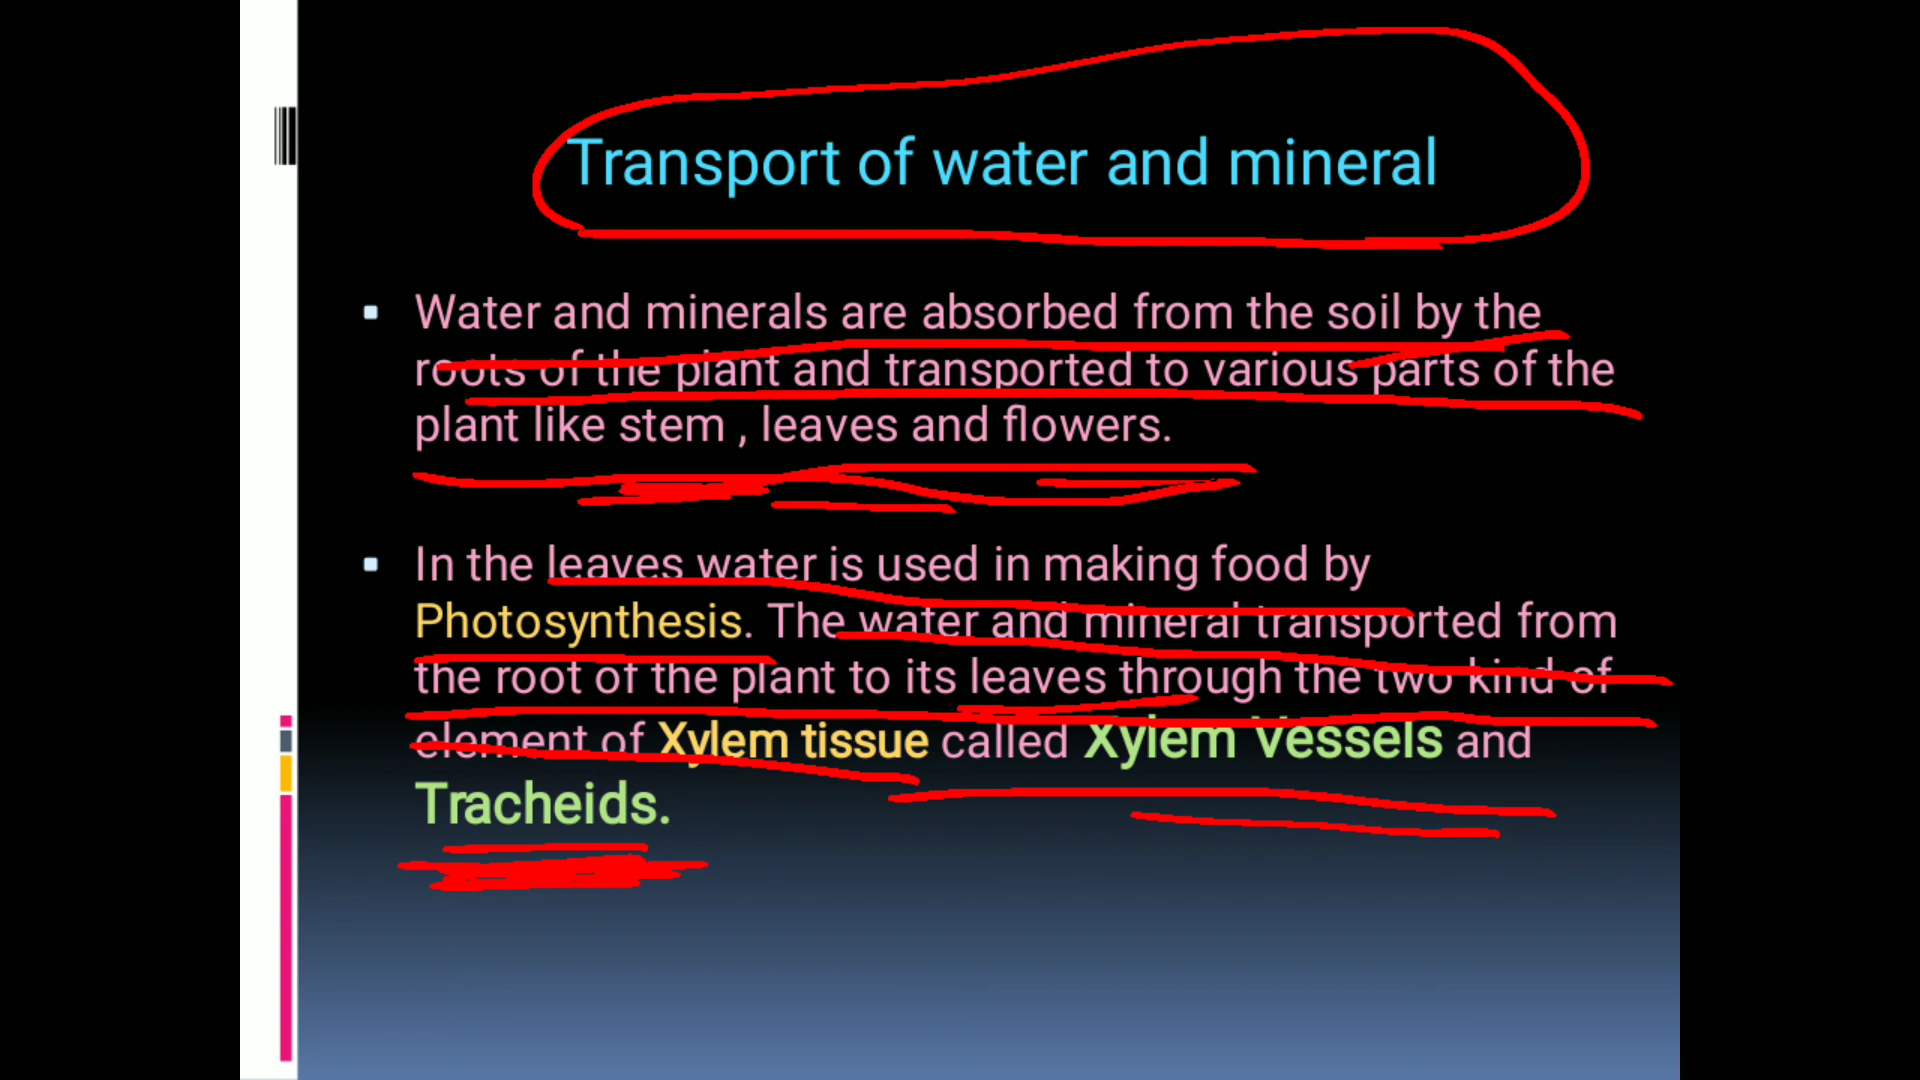 Transport of water and mineral
Water and minerals are absorbed from the soil by the
roots of the plant and transported to various parts of the
plant like stem , leaves and flowers.
In the leaves water is used in making food by
Photosynthesis. The water and mineral transported from
the root of the plant to its leaves through the two kind of
element of Xylem tissue called Xylem Vessels and
Tracheids.